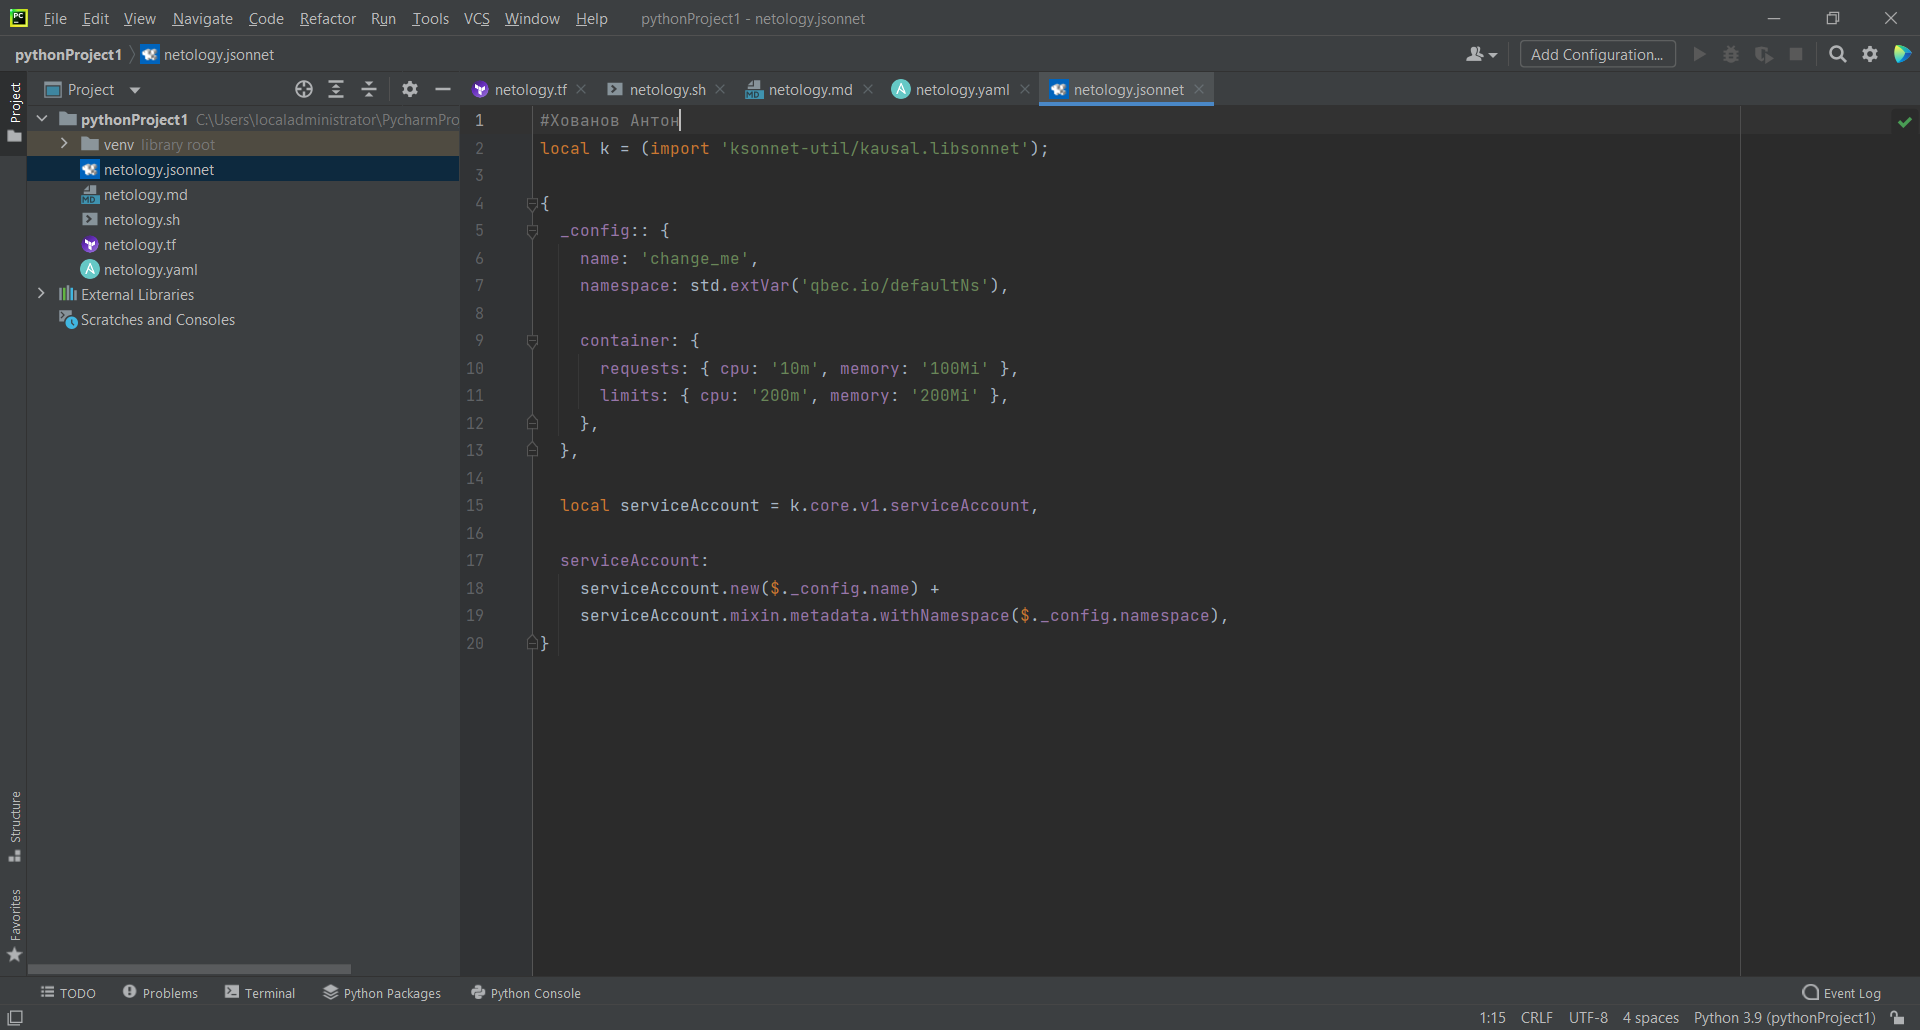 File Edit View Navigate Code Refactor Run Tools VCS Window Help pythonProject1 - netology.jsonnet
pythonProject1 netology.jsonnet Add Configuration...
Project
Project
netology.tf netology.sh netology.md netology.yaml netology.jsonnet
pythonProject1 C:\Users\localadministrator\PycharmPro
venv library root
netology.jsonnet
netology.md
netology.sh
netology.tf
netology.yaml
External Libraries
Scratches and Consoles
1 #Хованов Антон
2 local k = (import 'ksonnet-util/kausal.libsonnet');
3
4 {
5 _config:: {
6 name: 'change_me',
7 namespace: std.extVar('qbec.io/defaultNs'),
8
9 container: {
10 requests: { cpu: '10m', memory: '100Mi' },
11 limits: { cpu: '200m', memory: '200Mi' },
12 },
13 },
14
15 local serviceAccount = k.core.v1.serviceAccount,
16
17 serviceAccount:
18 serviceAccount.new($._config.name) +
19 serviceAccount.mixin.metadata.withNamespace($._config.namespace),
20 }
Structure
Favorites
TODO Problems Terminal Python Packages Python Console Event Log
1:15 CRLF UTF-8 4 spaces Python 3.9 (pythonProject1)